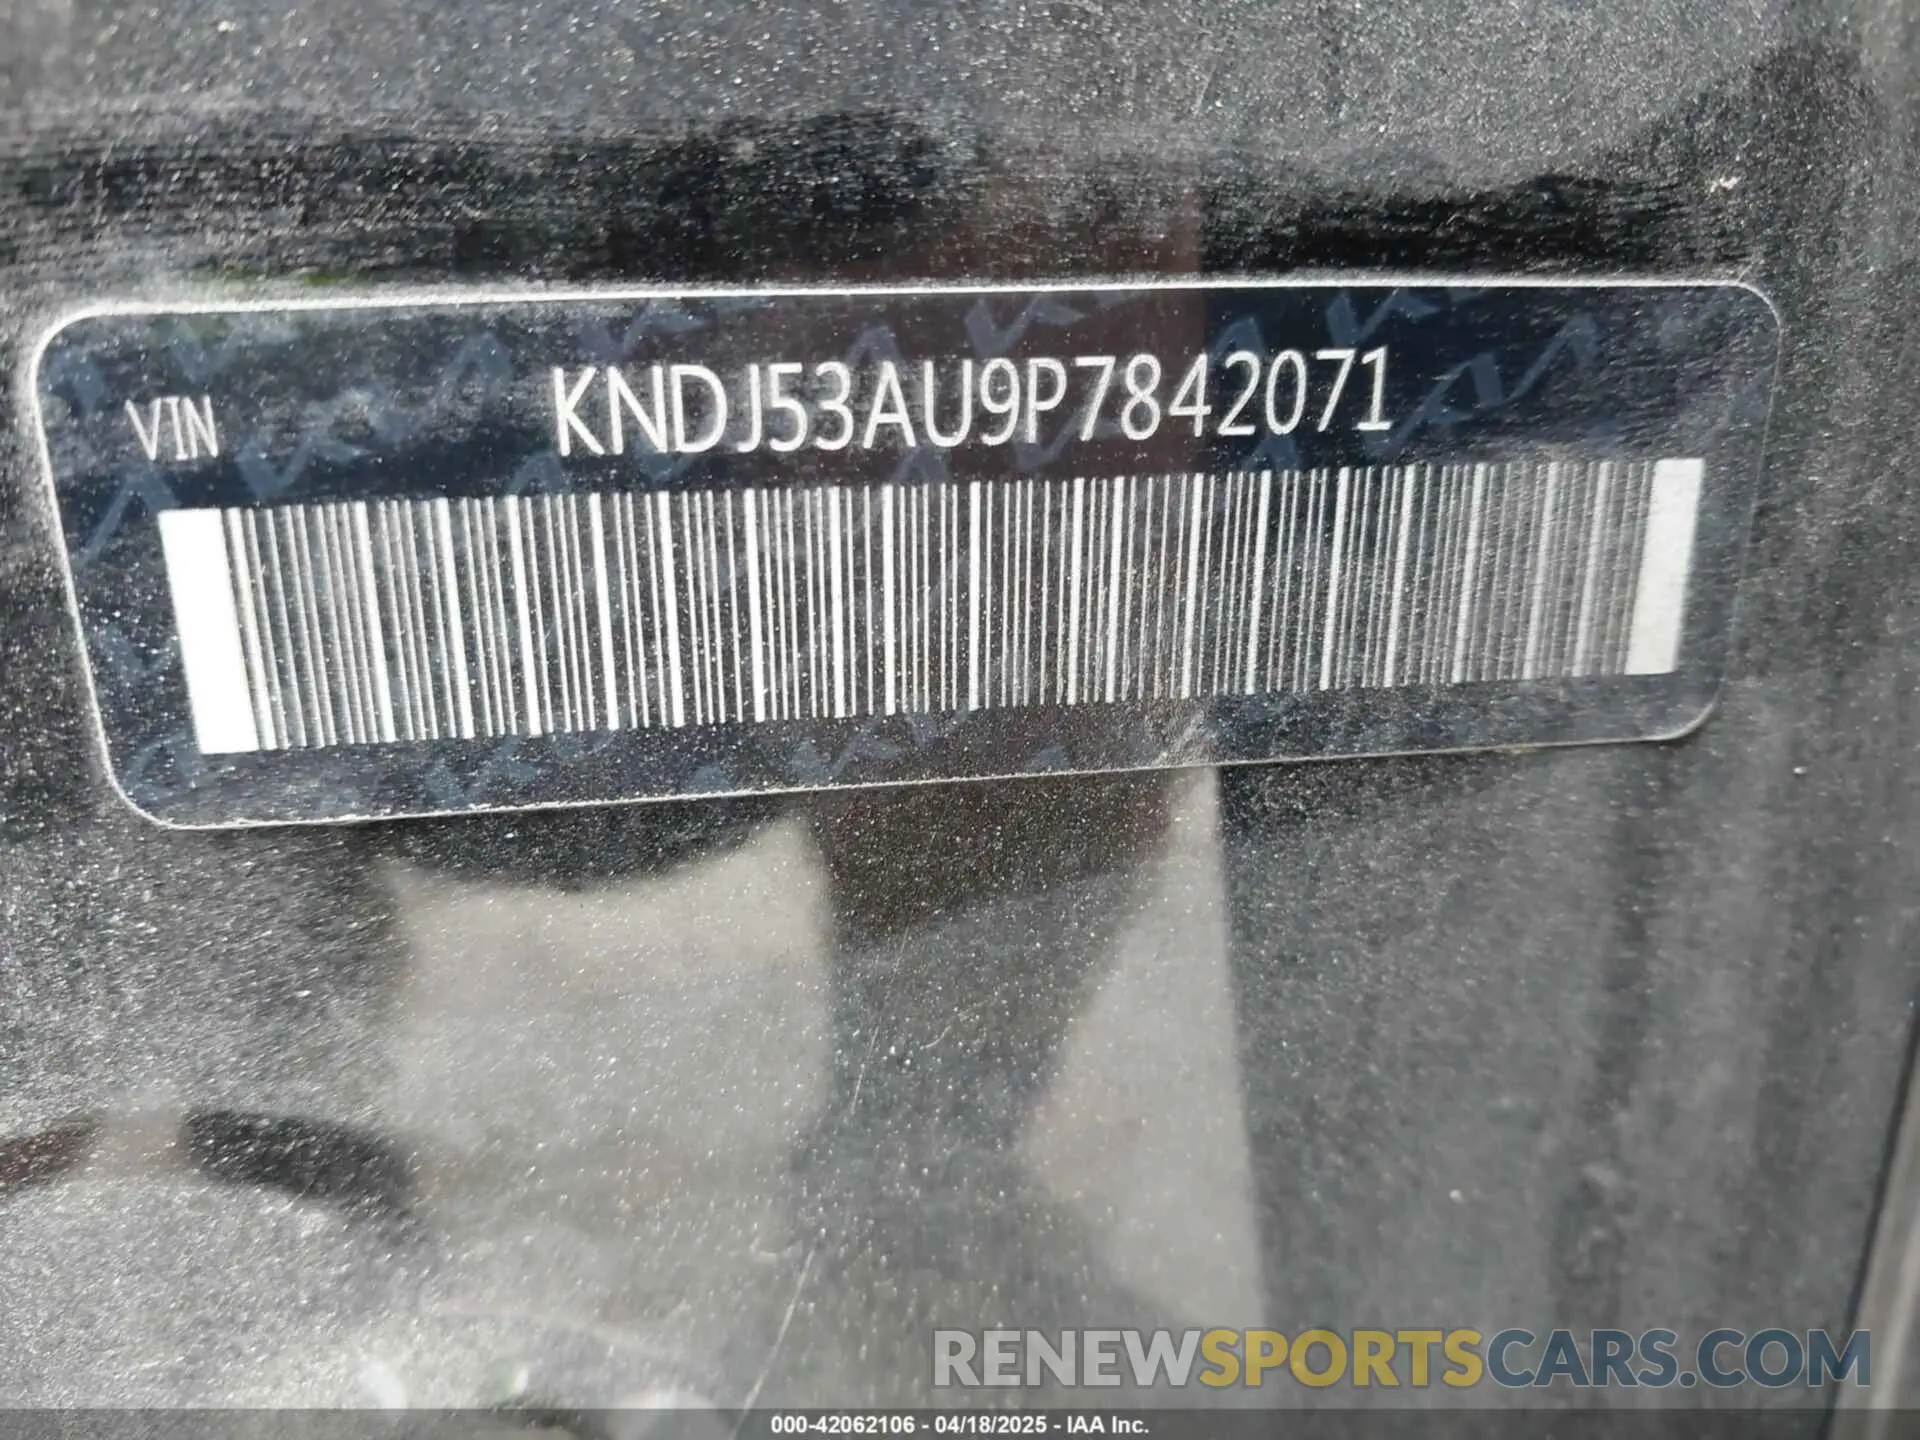 VIN KNDJ53AU9P7842071
RENEWSPORTSCARS.COM
000-42062106 - 04/18/2025 - IAA Inc.